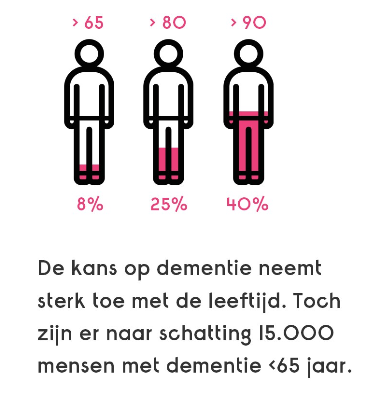 > 65 > 80 > 90
8% 25% 40%
De kans op dementie neemt
sterk toe met de leeftijd. Toch
zijn er naar schatting 15.000
mensen met dementie <65 jaar.